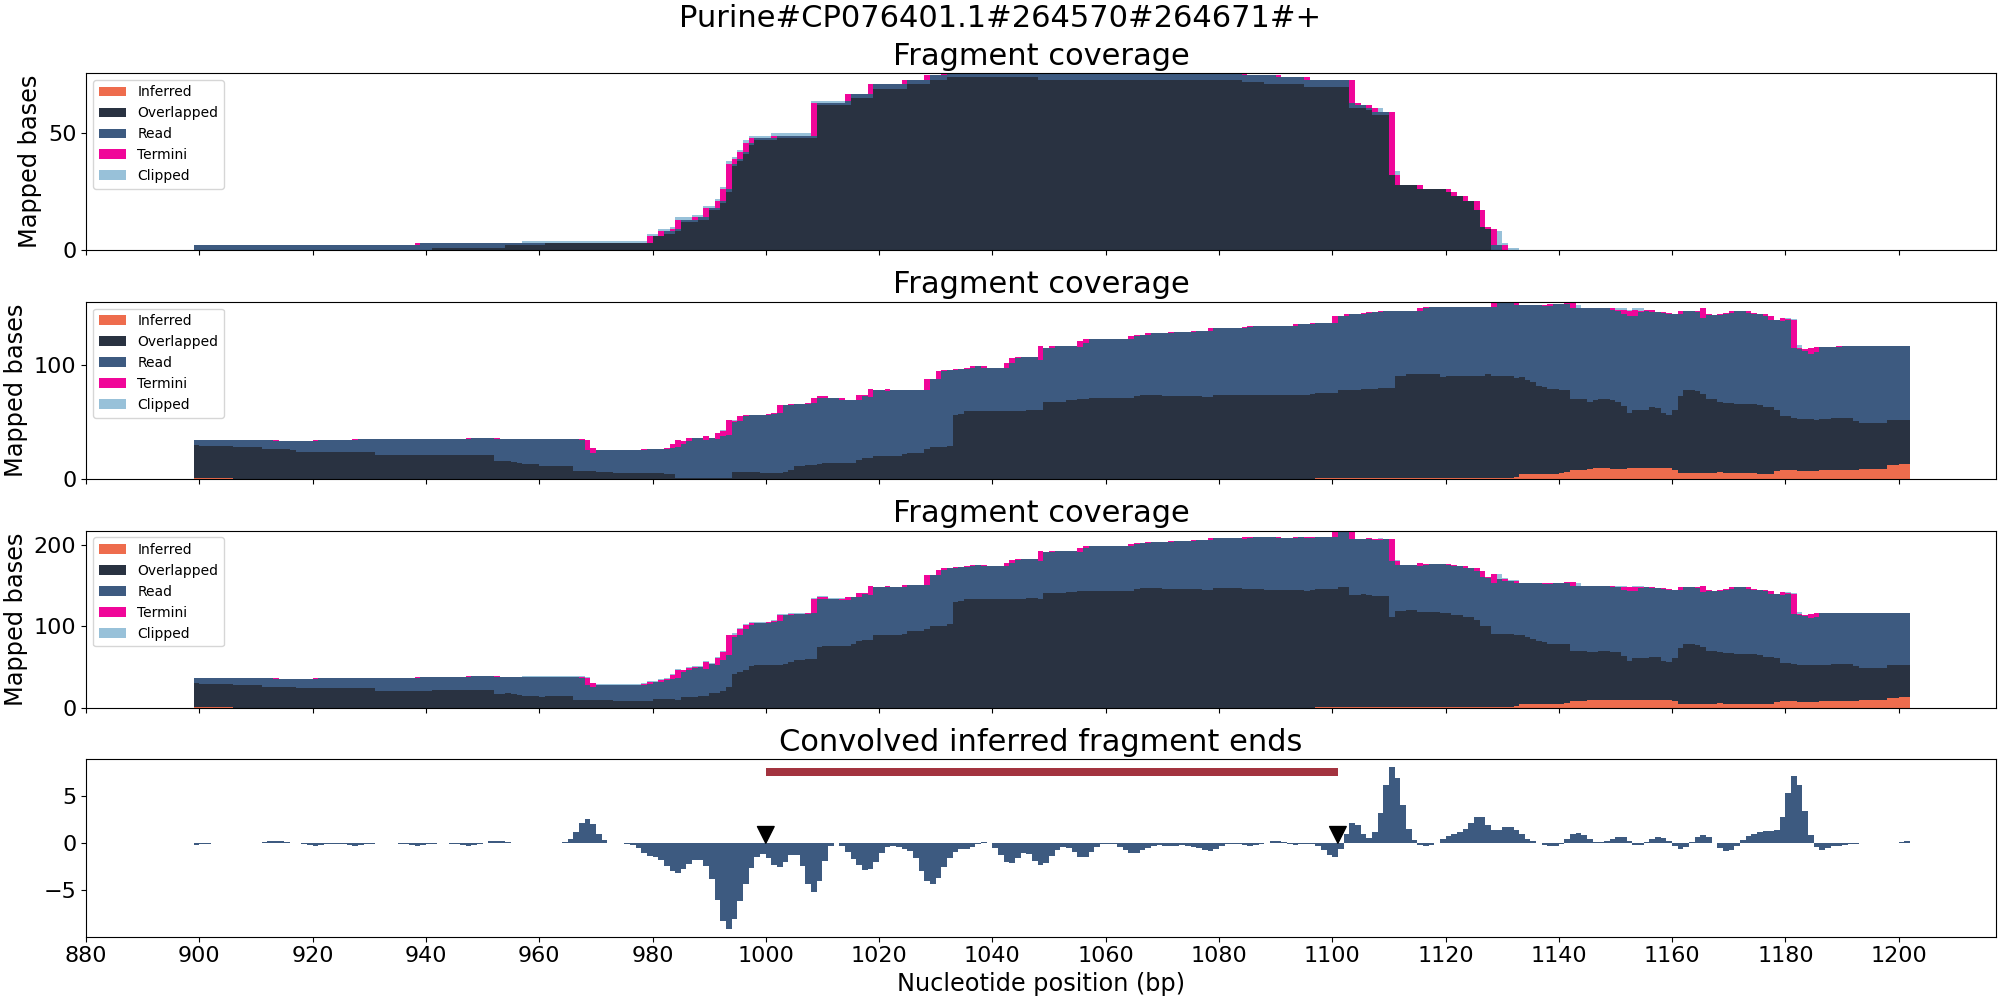 Purine#CP076401.1#264570#264671#+
Fragment coverage
Mapped bases
50
0
Inferred
Overlapped
Read
Termini
Clipped
Fragment coverage
Mapped bases
100
0
Inferred
Overlapped
Read
Termini
Clipped
Fragment coverage
Mapped bases
200
100
0
Inferred
Overlapped
Read
Termini
Clipped
Convolved inferred fragment ends
5
0
−5
880 900 920 940 960 980 1000 1020 1040 1060 1080 1100 1120 1140 1160 1180 1200
Nucleotide position (bp)